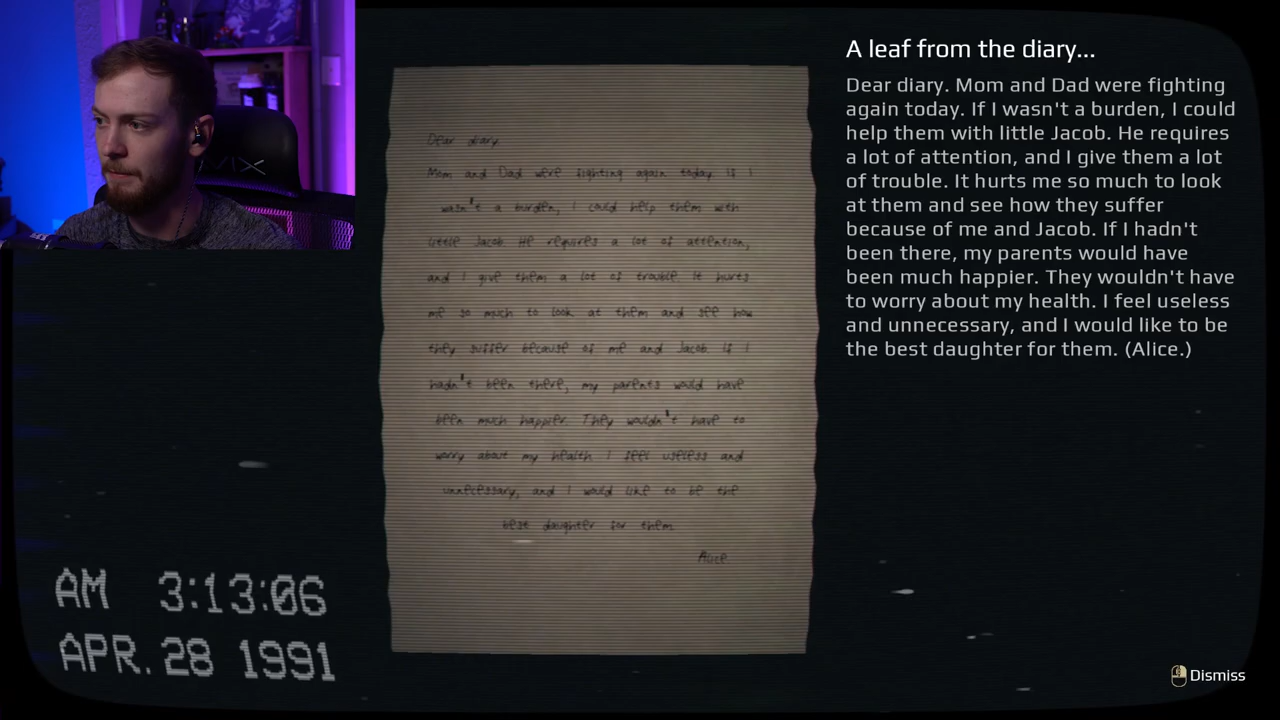 A leaf from the diary...
Dear diary. Mom and Dad were fighting
again today. If I wasn't a burden, I could
help them with little Jacob. He requires
a lot of attention, and I give them a lot
of trouble. It hurts me so much to look
at them and see how they suffer
because of me and Jacob. If I hadn't
been there, my parents would have
been much happier. They wouldn't have
to worry about my health. I feel useless
and unnecessary, and I would like to be
the best daughter for them. (Alice.)
Dear diary.
Mom and Dad were fighting again today. If I
wasn't a burden, I could help them with
little Jacob. He requires a lot of attention,
and I give them a lot of trouble. It hurts
me so much to look at them and see how
they suffer because of me and Jacob. If I
hadn't been there, my parents would have
been much happier. They wouldn't have to
worry about my health. I feel useless and
unnecessary, and I would like to be the
best daughter for them.
Alice.
AM 3:13:06
APR. 28 1991
Dismiss